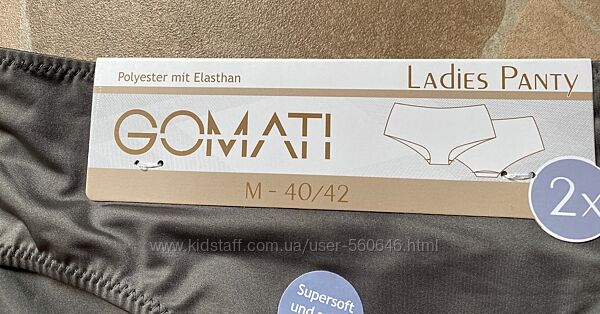 Polyester mit Elasthan
Ladies Panty
GOMATI
M - 40/42
2x
www.kidstaff.com.ua/user-560646.html
Supersoft
und